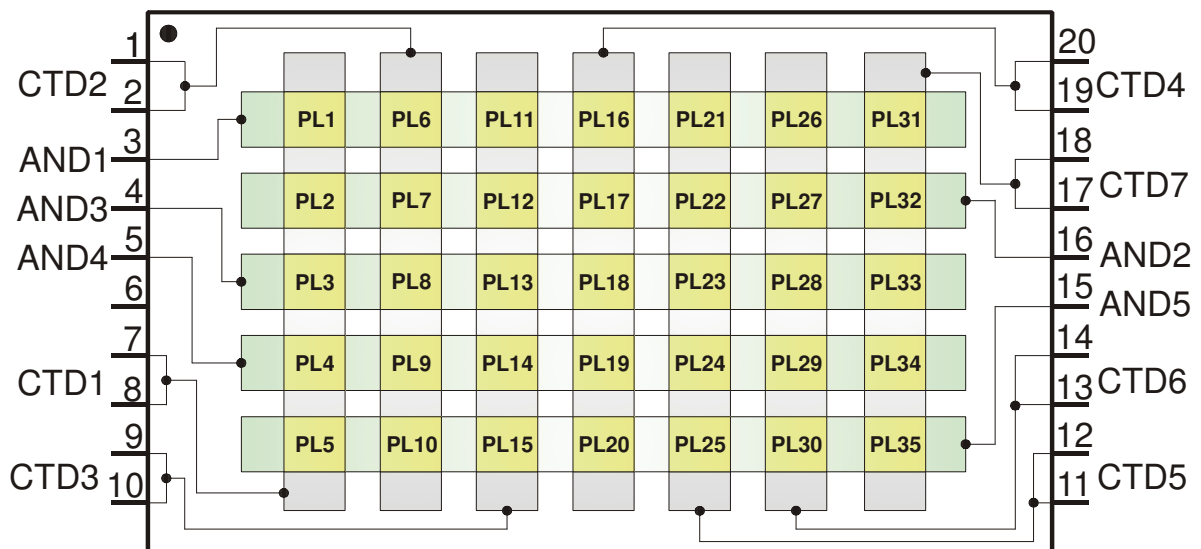 1
CTD2
2
3
AND1
4
AND3
5
AND4
6
7
CTD1
8
9
CTD3
10
PL1 PL6 PL11 PL16 PL21 PL26 PL31
PL2 PL7 PL12 PL17 PL22 PL27 PL32
PL3 PL8 PL13 PL18 PL23 PL28 PL33
PL4 PL9 PL14 PL19 PL24 PL29 PL34
PL5 PL10 PL15 PL20 PL25 PL30 PL35
20
CTD4
19
18
CTD7
17
16
AND2
15
AND5
14
CTD6
13
12
CTD5
11